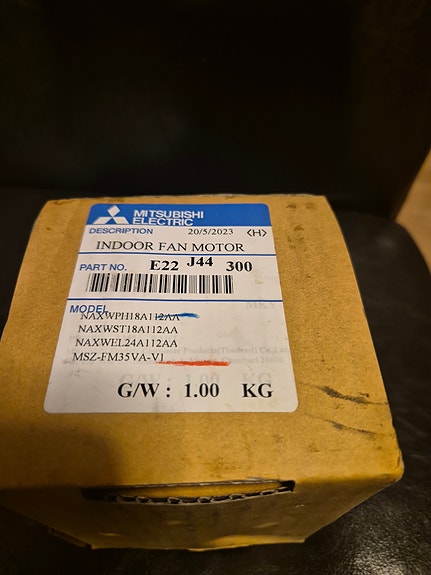 MITSUBISHI
ELECTRIC
DESCRIPTION 20/5/2023 <H>
INDOOR FAN MOTOR
PART NO. E22 J44 300
MODEL
NAXWPH18A112AA
NAXWST18A112AA
NAXWEL24A112AA
MSZ-FM35VA-V1
G/W : 1.00 KG